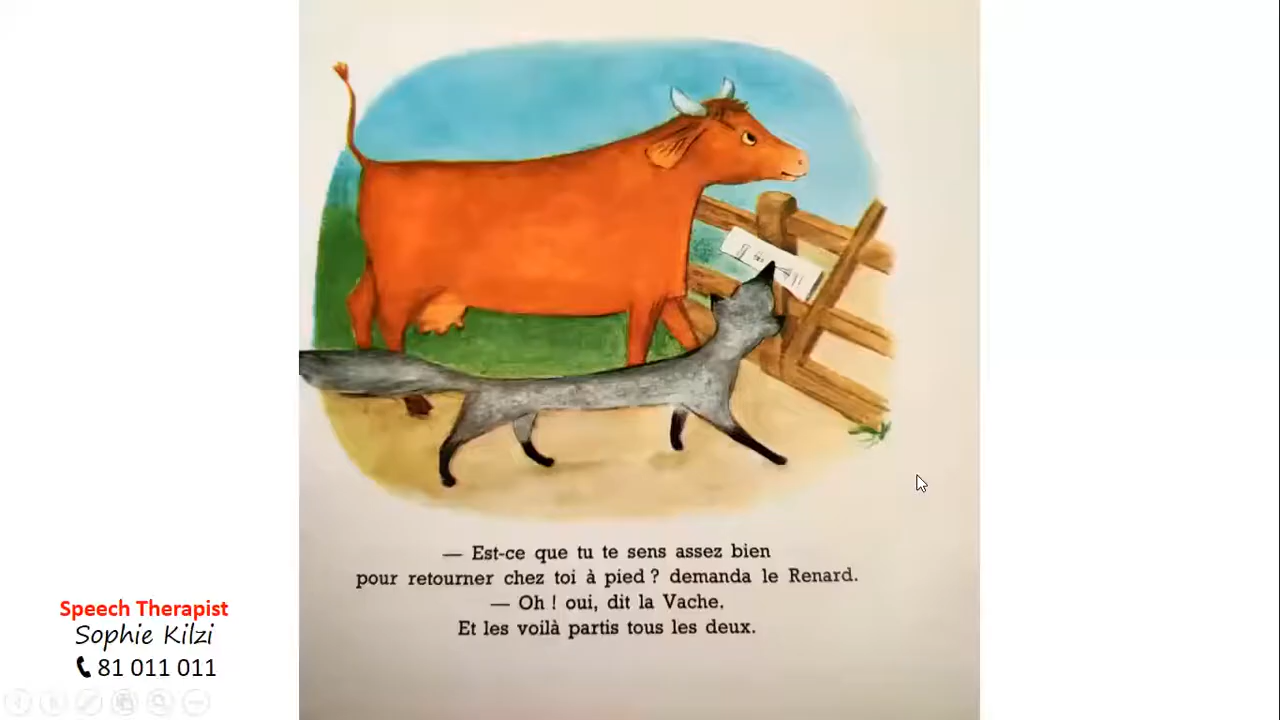 — Est-ce que tu te sens assez bien
pour retourner chez toi à pied ? demanda le Renard.
— Oh ! oui, dit la Vache.
Et les voilà partis tous les deux.
Speech Therapist
Sophie Kilzi
81 011 011